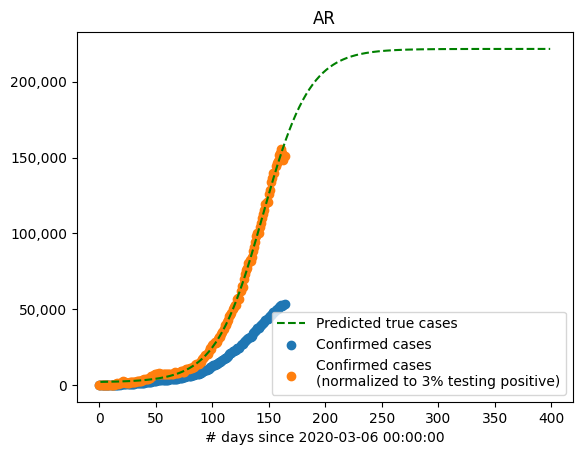 AR
200,000
150,000
100,000
50,000
0
Predicted true cases
Confirmed cases
Confirmed cases
(normalized to 3% testing positive)
0 50 100 150 200 250 300 350 400
# days since 2020-03-06 00:00:00